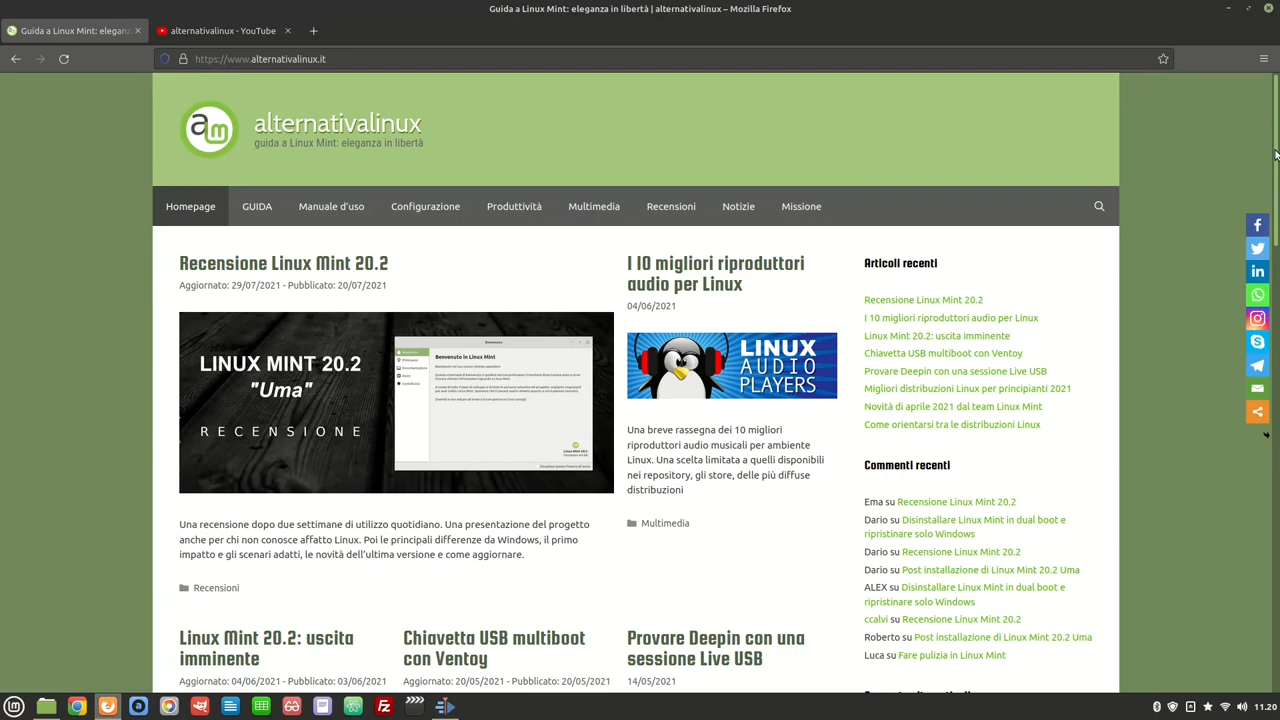 Guida a Linux Mint: eleganza in libertà | alternativalinux – Mozilla Firefox
Guida a Linux Mint: eleganz
alternativalinux - YouTube
https://www.alternativalinux.it
am
alternativalinux
guida a Linux Mint: eleganza in libertà
Homepage
GUIDA
Manuale d'uso
Configurazione
Produttività
Multimedia
Recensioni
Notizie
Missione
Recensione Linux Mint 20.2
Aggiornato: 29/07/2021 - Pubblicato: 20/07/2021
LINUX MINT 20.2
"Uma"
RECENSIONE
Benvenuto in Linux Mint
Una recensione dopo due settimane di utilizzo quotidiano. Una presentazione del progetto
anche per chi non conosce affatto Linux. Poi le principali differenze da Windows, il primo
impatto e gli scenari adatti, le novità dell'ultima versione e come aggiornare.
Recensioni
I 10 migliori riproduttori
audio per Linux
04/06/2021
LINUX
AUDIO
PLAYERS
Una breve rassegna dei 10 migliori
riproduttori audio musicali per ambiente
Linux. Una scelta limitata a quelli disponibili
nei repository, gli store, delle più diffuse
distribuzioni
Multimedia
Articoli recenti
Recensione Linux Mint 20.2
I 10 migliori riproduttori audio per Linux
Linux Mint 20.2: uscita imminente
Chiavetta USB multiboot con Ventoy
Provare Deepin con una sessione Live USB
Migliori distribuzioni Linux per principianti 2021
Novità di aprile 2021 dal team Linux Mint
Come orientarsi tra le distribuzioni Linux
Commenti recenti
Ema su Recensione Linux Mint 20.2
Dario su Disinstallare Linux Mint in dual boot e
ripristinare solo Windows
Dario su Recensione Linux Mint 20.2
Dario su Post installazione di Linux Mint 20.2 Uma
ALEX su Disinstallare Linux Mint in dual boot e
ripristinare solo Windows
ccalvi su Recensione Linux Mint 20.2
Roberto su Post installazione di Linux Mint 20.2 Uma
Luca su Fare pulizia in Linux Mint
Linux Mint 20.2: uscita
imminente
Aggiornato: 04/06/2021 - Pubblicato: 03/06/2021
Chiavetta USB multiboot
con Ventoy
Aggiornato: 20/05/2021 - Pubblicato: 20/05/2021
Provare Deepin con una
sessione Live USB
14/05/2021
11.20